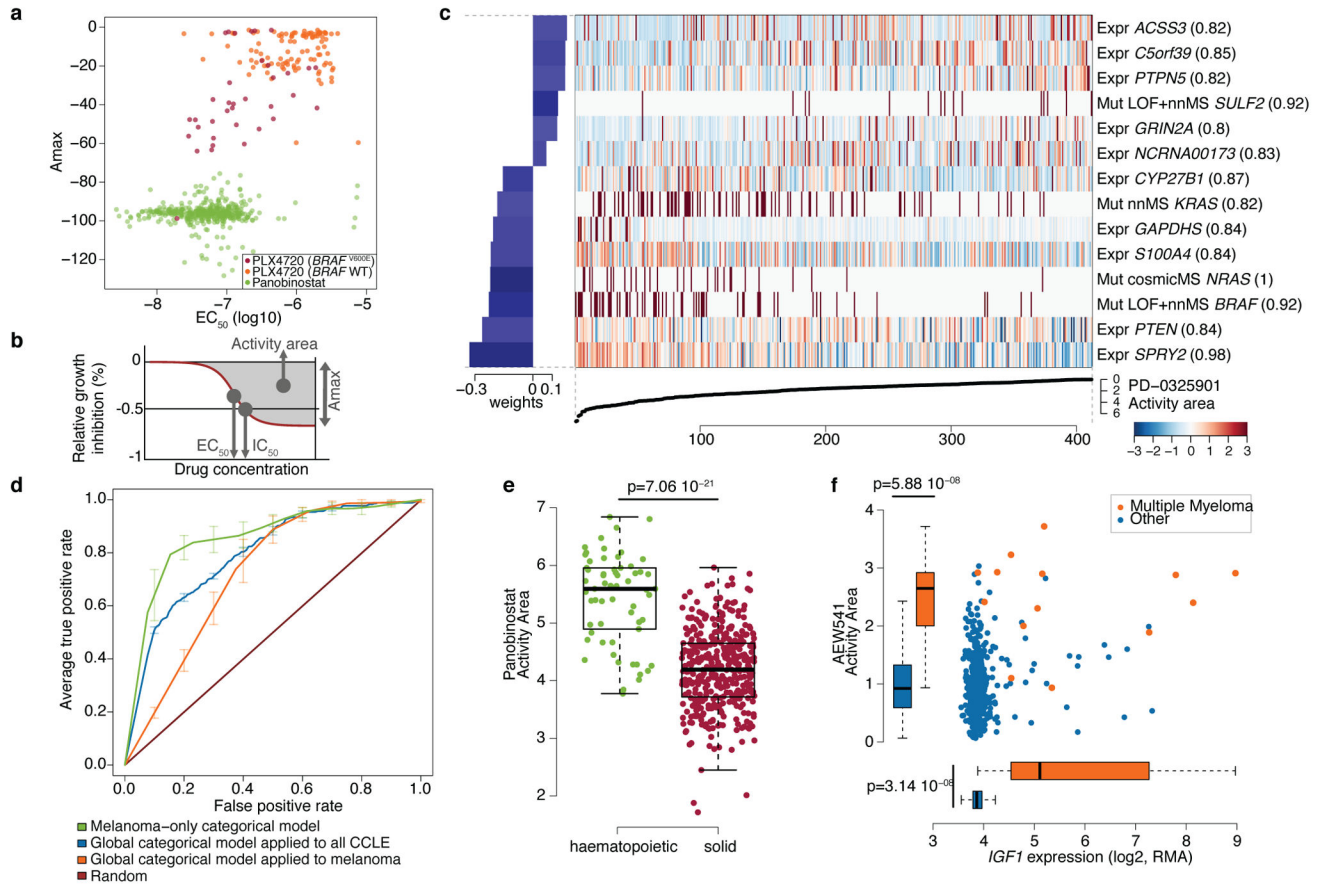 a
0
−20
−40
−60
−80
−100
−120
Amax
PLX4720 (BRAF V600E)
PLX4720 (BRAF WT)
Panobinostat
−8
−7
−6
−5
EC50 (log10)
b
0
-0.5
-1
Relative growth
inhibition (%)
Activity area
Amax
EC50
IC50
Drug concentration
c
Expr ACSS3 (0.82)
Expr C5orf39 (0.85)
Expr PTPN5 (0.82)
Mut LOF+nnMS SULF2 (0.92)
Expr GRIN2A (0.8)
Expr NCRNA00173 (0.83)
Expr CYP27B1 (0.87)
Mut nnMS KRAS (0.82)
Expr GAPDHS (0.84)
Expr S100A4 (0.84)
Mut cosmicMS NRAS (1)
Mut LOF+nnMS BRAF (0.92)
Expr PTEN (0.84)
Expr SPRY2 (0.98)
−0.3
0
0.1
weights
0
2
4
6
PD−0325901
Activity area
100
200
300
400
−3 −2 −1 0 1 2 3
d
1.0
0.8
0.6
0.4
0.2
0.0
Average true positive rate
0.0 0.2 0.4 0.6 0.8 1.0
False positive rate
Melanoma−only categorical model
Global categorical model applied to all CCLE
Global categorical model applied to melanoma
Random
e
p=7.06 10−21
7
6
5
4
3
2
Panobinostat
Activity Area
haematopoietic
solid
f
p=5.88 10−08
Multiple Myeloma
Other
4
3
2
1
0
AEW541
Activity Area
p=3.14 10−08
3 4 5 6 7 8 9
IGF1 expression (log2, RMA)